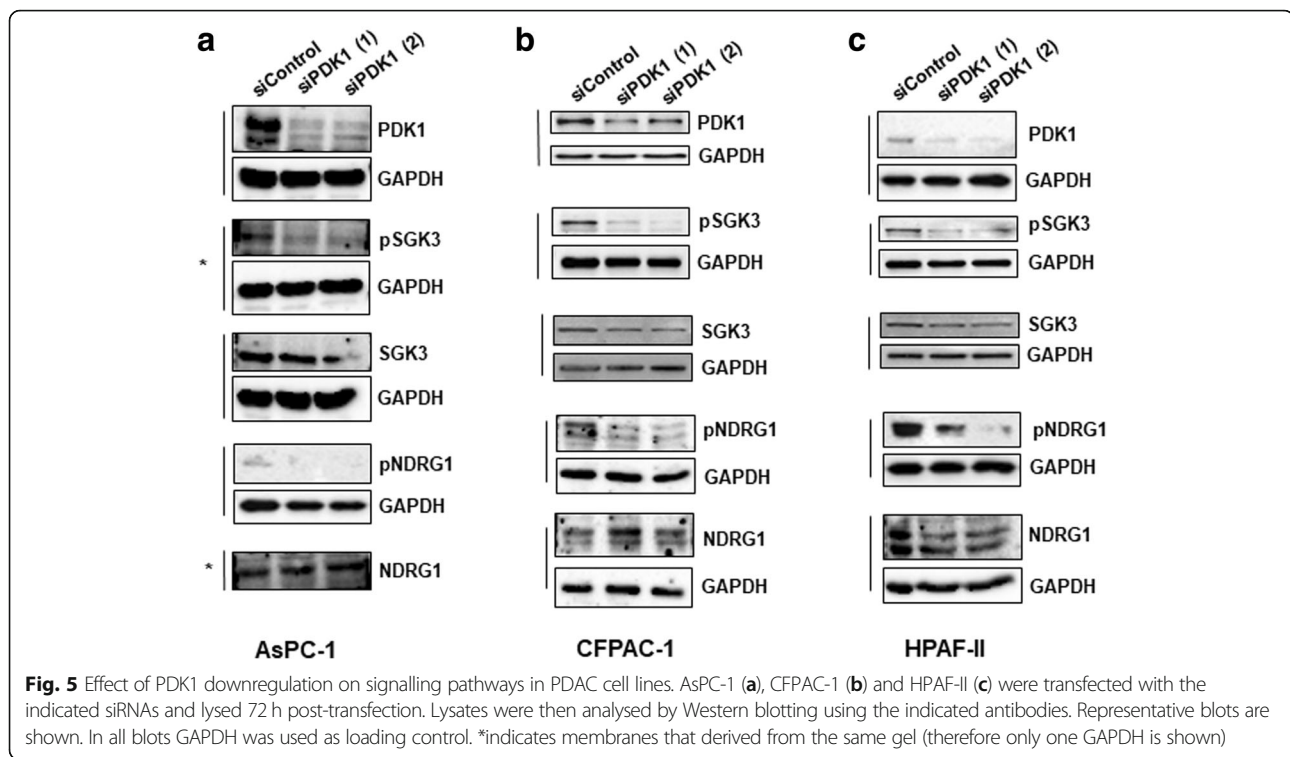 a
siControl
siPDK1 (1)
siPDK1 (2)
PDK1
GAPDH
pSGK3
* GAPDH
SGK3
GAPDH
pNDRG1
GAPDH
* NDRG1
AsPC-1
b
siControl
siPDK1 (1)
siPDK1 (2)
PDK1
GAPDH
pSGK3
GAPDH
SGK3
GAPDH
pNDRG1
GAPDH
NDRG1
GAPDH
CFPAC-1
c
siControl
siPDK1 (1)
siPDK1 (2)
PDK1
GAPDH
pSGK3
GAPDH
SGK3
GAPDH
pNDRG1
GAPDH
NDRG1
GAPDH
HPAF-II
Fig. 5 Effect of PDK1 downregulation on signalling pathways in PDAC cell lines. AsPC-1 (a), CFPAC-1 (b) and HPAF-II (c) were transfected with the
indicated siRNAs and lysed 72 h post-transfection. Lysates were then analysed by Western blotting using the indicated antibodies. Representative blots are
shown. In all blots GAPDH was used as loading control. *indicates membranes that derived from the same gel (therefore only one GAPDH is shown)